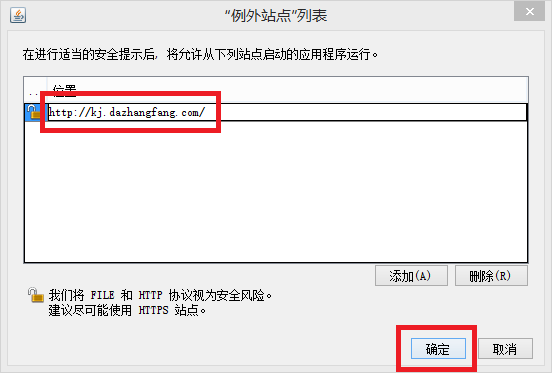 “例外站点”列表
在进行适当的安全提示后, 将允许从下列站点启动的应用程序运行。
.. 位置
http://kj.dazhangfang.com/
添加(A) 删除(R)
我们将 FILE 和 HTTP 协议视为安全风险。
建议尽可能使用 HTTPS 站点。
确定 取消